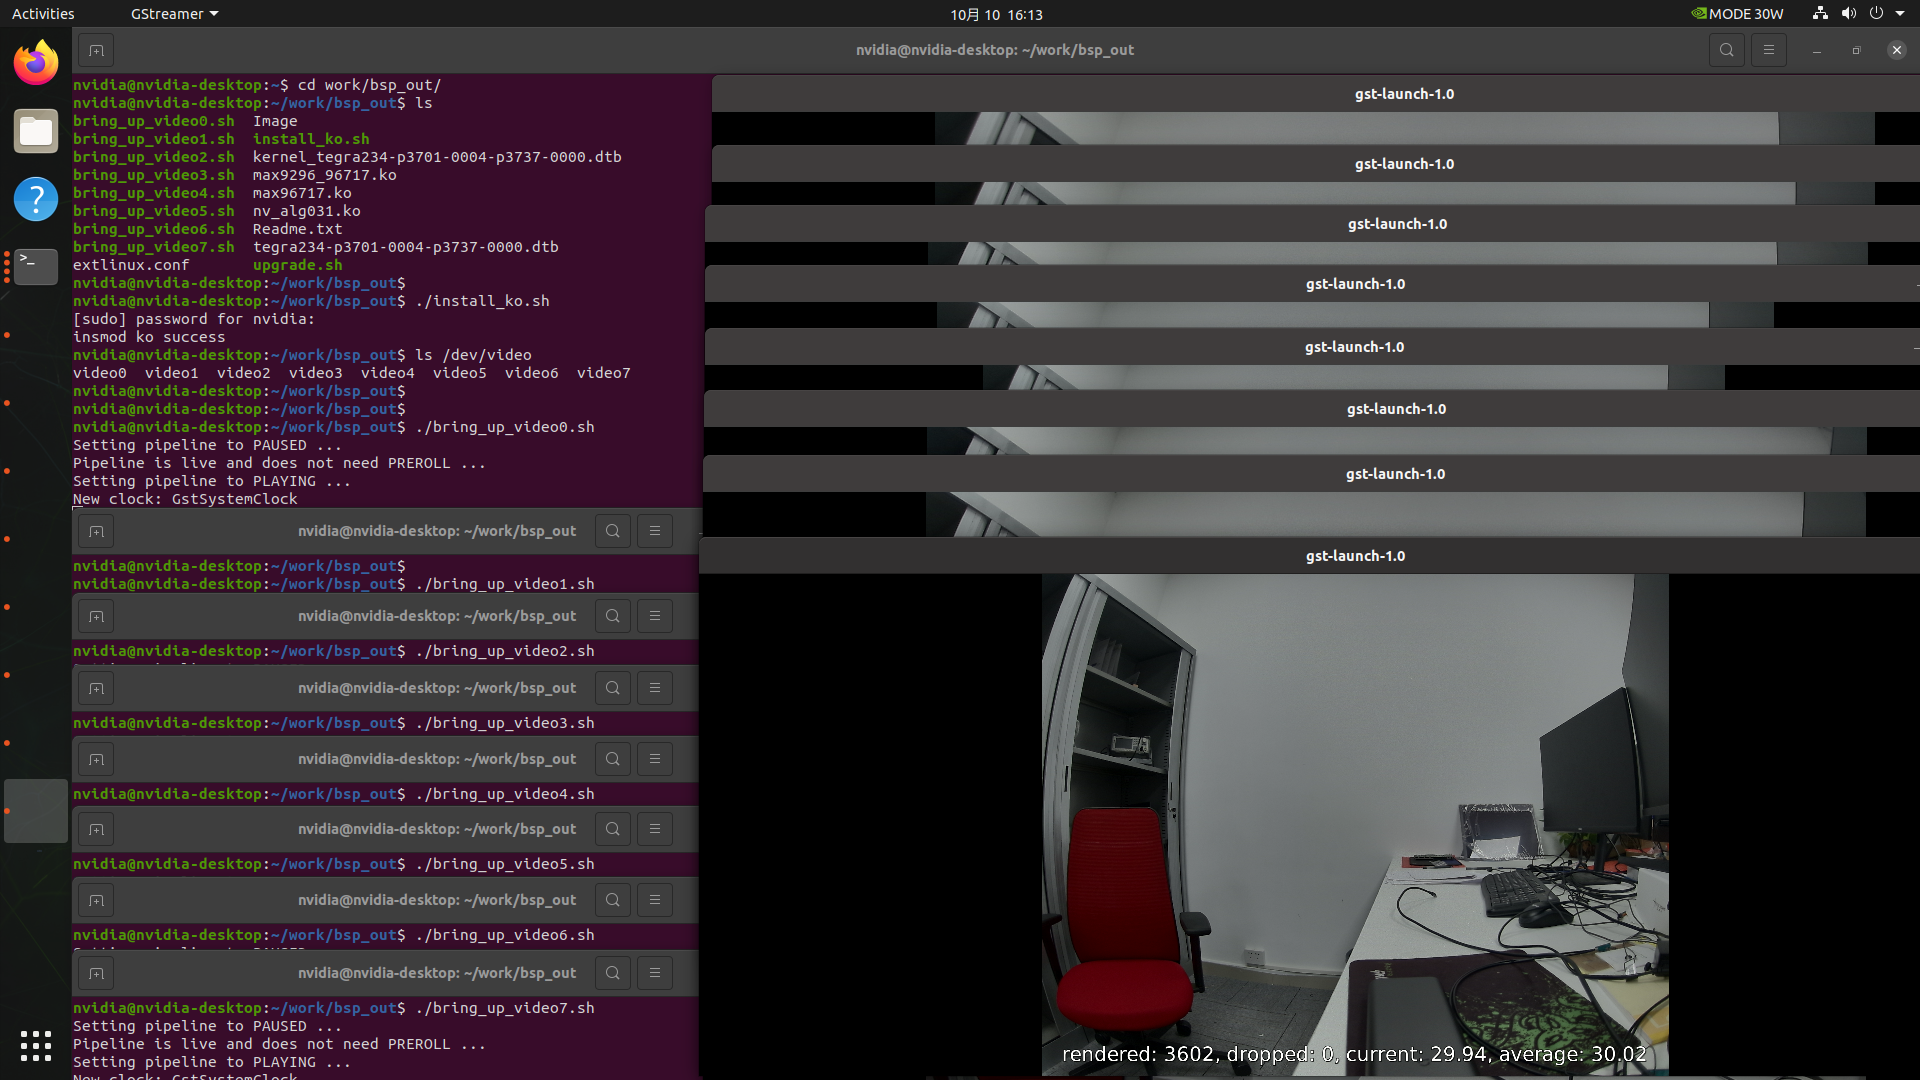 Activities
GStreamer
10月 10 16:13
MODE 30W
nvidia@nvidia-desktop: ~/work/bsp_out
nvidia@nvidia-desktop:~$ cd work/bsp_out/
nvidia@nvidia-desktop:~/work/bsp_out$ ls
bring_up_video0.sh Image
bring_up_video1.sh install_ko.sh
bring_up_video2.sh kernel_tegra234-p3701-0004-p3737-0000.dtb
bring_up_video3.sh max9296_96717.ko
bring_up_video4.sh max96717.ko
bring_up_video5.sh nv_alg031.ko
bring_up_video6.sh Readme.txt
bring_up_video7.sh tegra234-p3701-0004-p3737-0000.dtb
extlinux.conf upgrade.sh
nvidia@nvidia-desktop:~/work/bsp_out$
nvidia@nvidia-desktop:~/work/bsp_out$ ./install_ko.sh
[sudo] password for nvidia:
insmod ko success
nvidia@nvidia-desktop:~/work/bsp_out$ ls /dev/video
video0 video1 video2 video3 video4 video5 video6 video7
nvidia@nvidia-desktop:~/work/bsp_out$
nvidia@nvidia-desktop:~/work/bsp_out$
nvidia@nvidia-desktop:~/work/bsp_out$ ./bring_up_video0.sh
Setting pipeline to PAUSED ...
Pipeline is live and does not need PREROLL ...
Setting pipeline to PLAYING ...
New clock: GstSystemClock
nvidia@nvidia-desktop: ~/work/bsp_out
nvidia@nvidia-desktop:~/work/bsp_out$
nvidia@nvidia-desktop:~/work/bsp_out$ ./bring_up_video1.sh
nvidia@nvidia-desktop: ~/work/bsp_out
nvidia@nvidia-desktop:~/work/bsp_out$ ./bring_up_video2.sh
nvidia@nvidia-desktop: ~/work/bsp_out
nvidia@nvidia-desktop:~/work/bsp_out$ ./bring_up_video3.sh
nvidia@nvidia-desktop: ~/work/bsp_out
nvidia@nvidia-desktop:~/work/bsp_out$ ./bring_up_video4.sh
nvidia@nvidia-desktop: ~/work/bsp_out
nvidia@nvidia-desktop:~/work/bsp_out$ ./bring_up_video5.sh
nvidia@nvidia-desktop: ~/work/bsp_out
nvidia@nvidia-desktop:~/work/bsp_out$ ./bring_up_video6.sh
nvidia@nvidia-desktop: ~/work/bsp_out
nvidia@nvidia-desktop:~/work/bsp_out$ ./bring_up_video7.sh
Setting pipeline to PAUSED ...
Pipeline is live and does not need PREROLL ...
Setting pipeline to PLAYING ...
New clock: GstSystemClock
gst-launch-1.0
gst-launch-1.0
gst-launch-1.0
gst-launch-1.0
gst-launch-1.0
gst-launch-1.0
gst-launch-1.0
gst-launch-1.0
rendered: 3602, dropped: 0, current: 29.94, average: 30.02